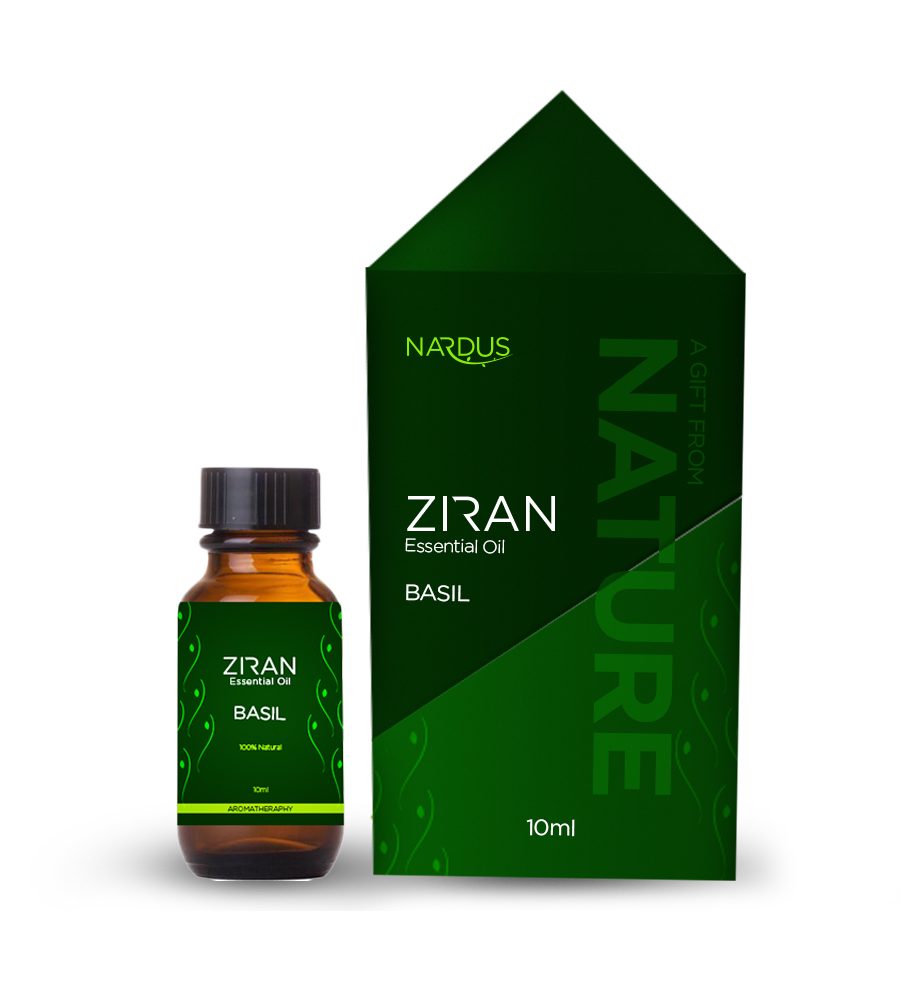 NARDUS
ZIRAN
Essential Oil
BASIL
A GIFT FROM
NATURE
10ml
ZIRAN
Essential Oil
BASIL
100% Natural
10ml
AROMATHERAPHY